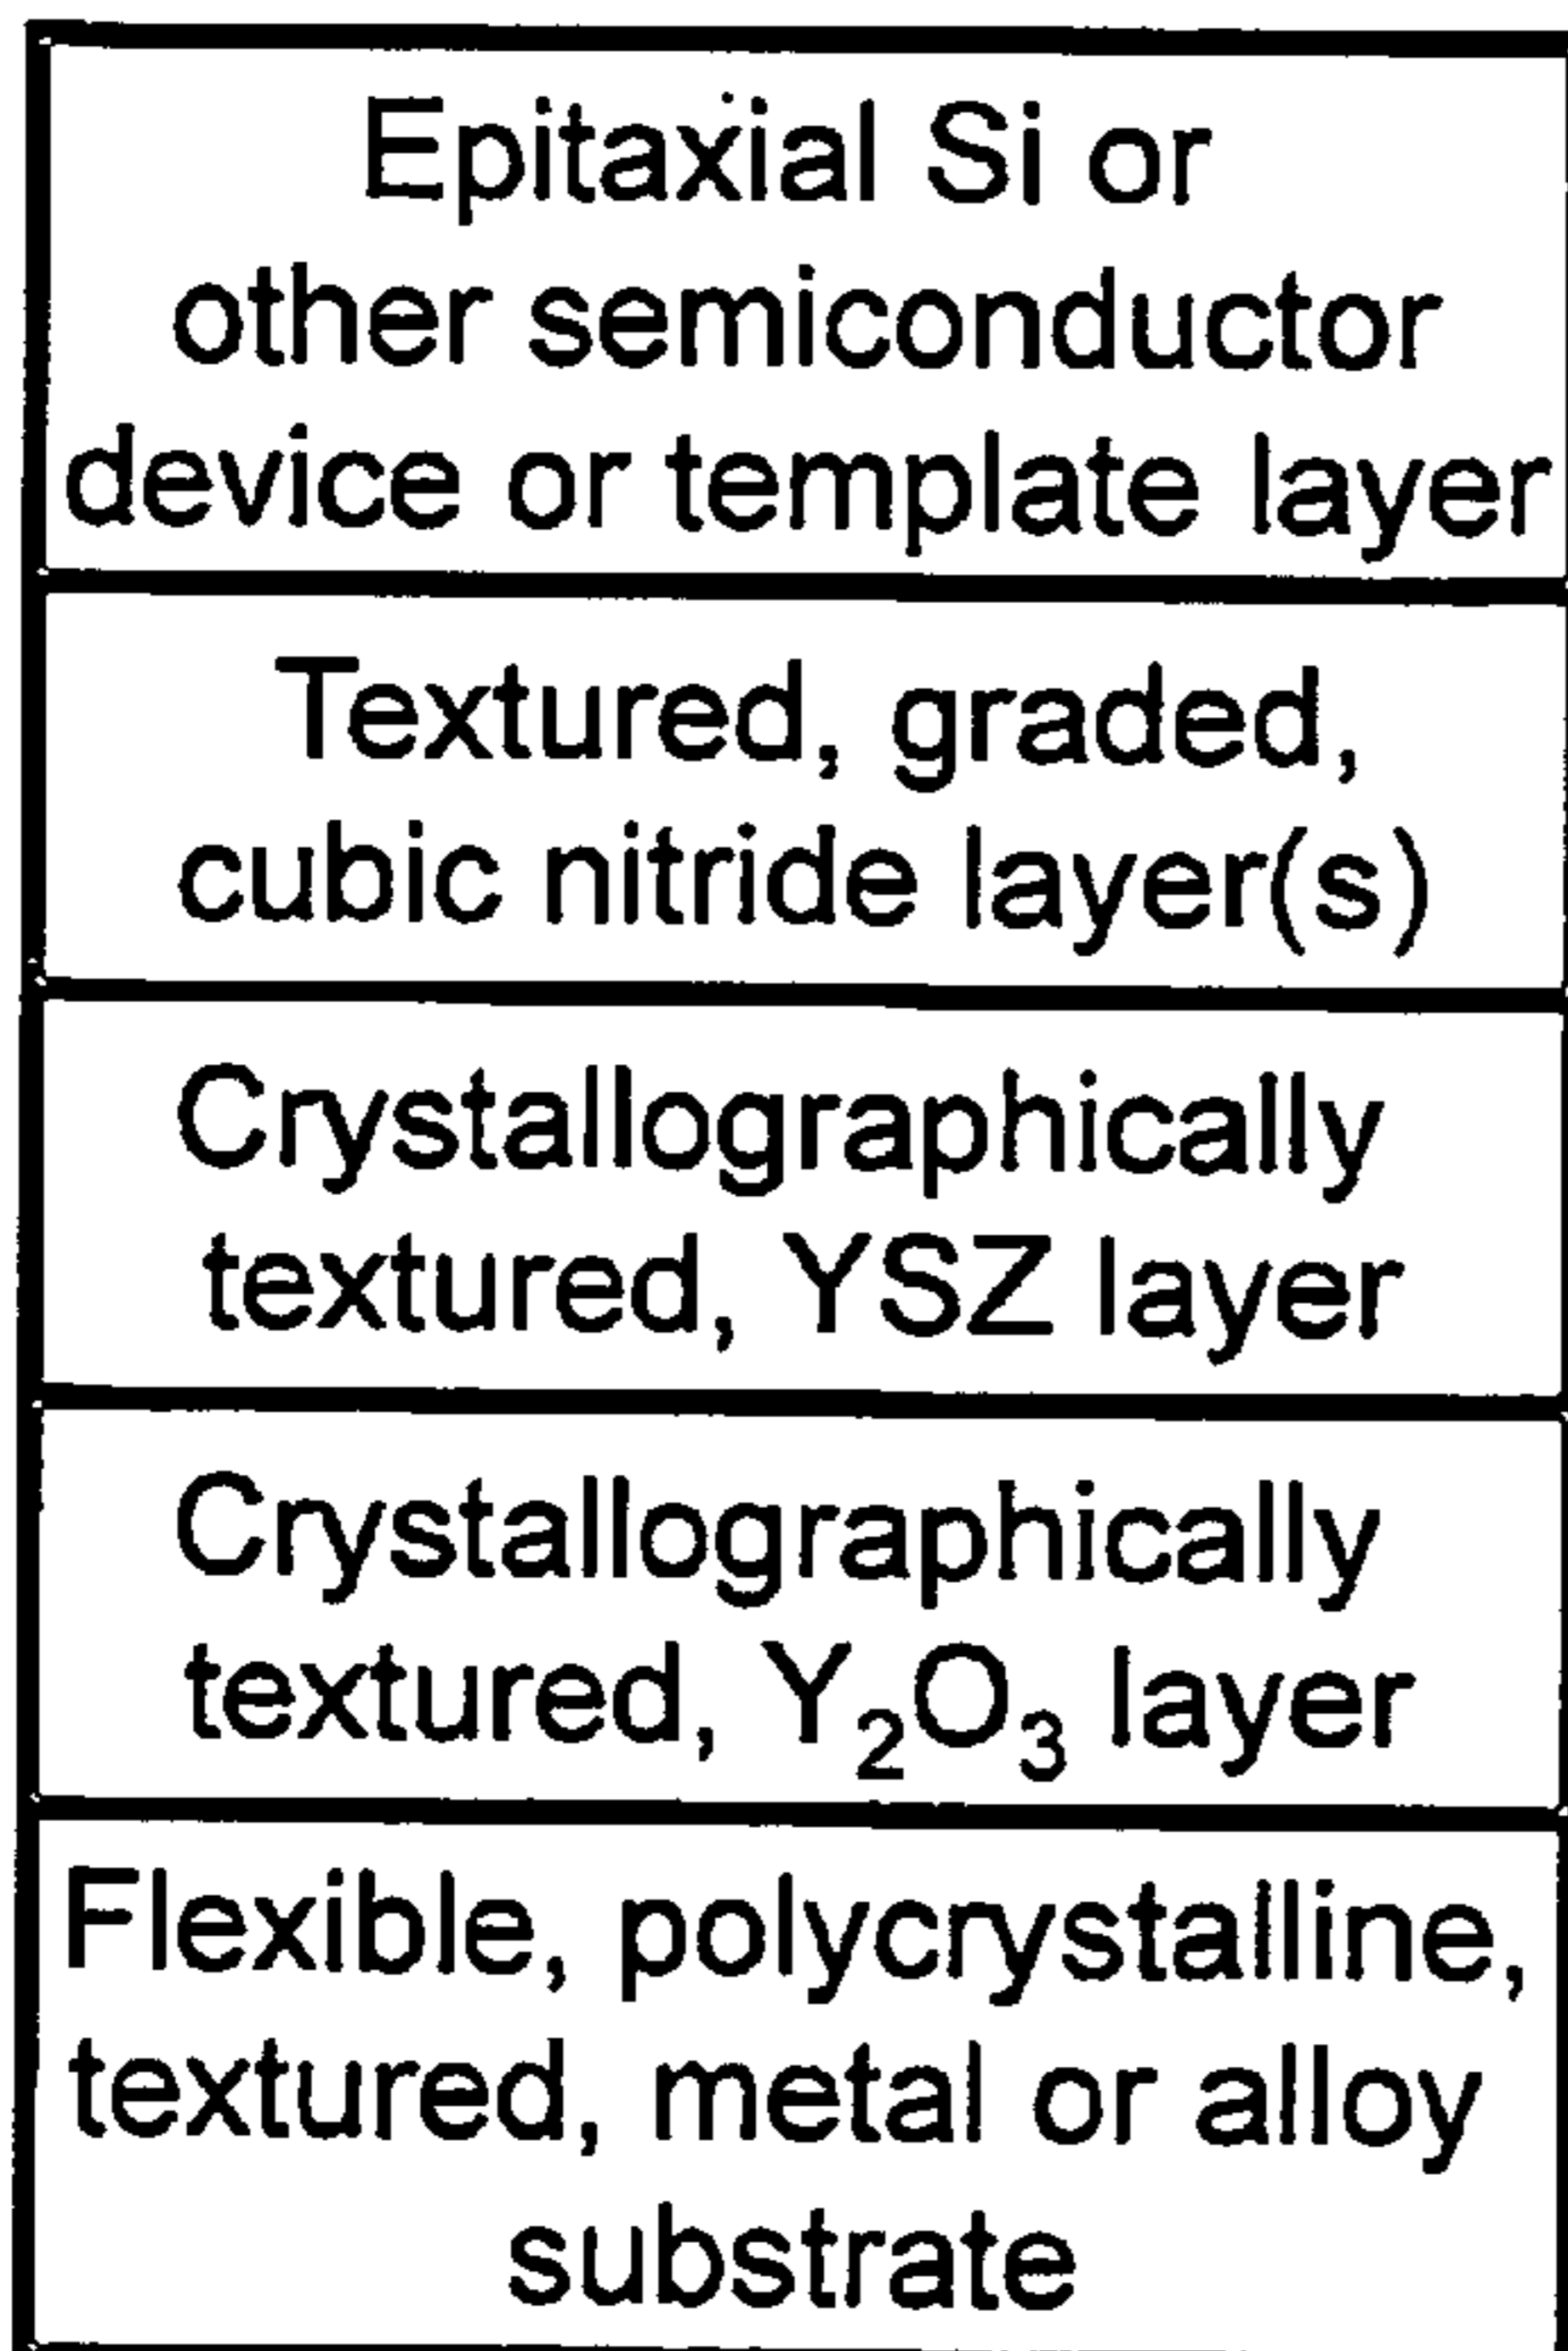 Epitaxial Si or
other semiconductor
device or template layer
Textured, graded,
cubic nitride layer(s)
Crystallographically
textured, YSZ layer
Crystallographically
textured, Y₂O₃ layer
Flexible, polycrystalline,
textured, metal or alloy
substrate